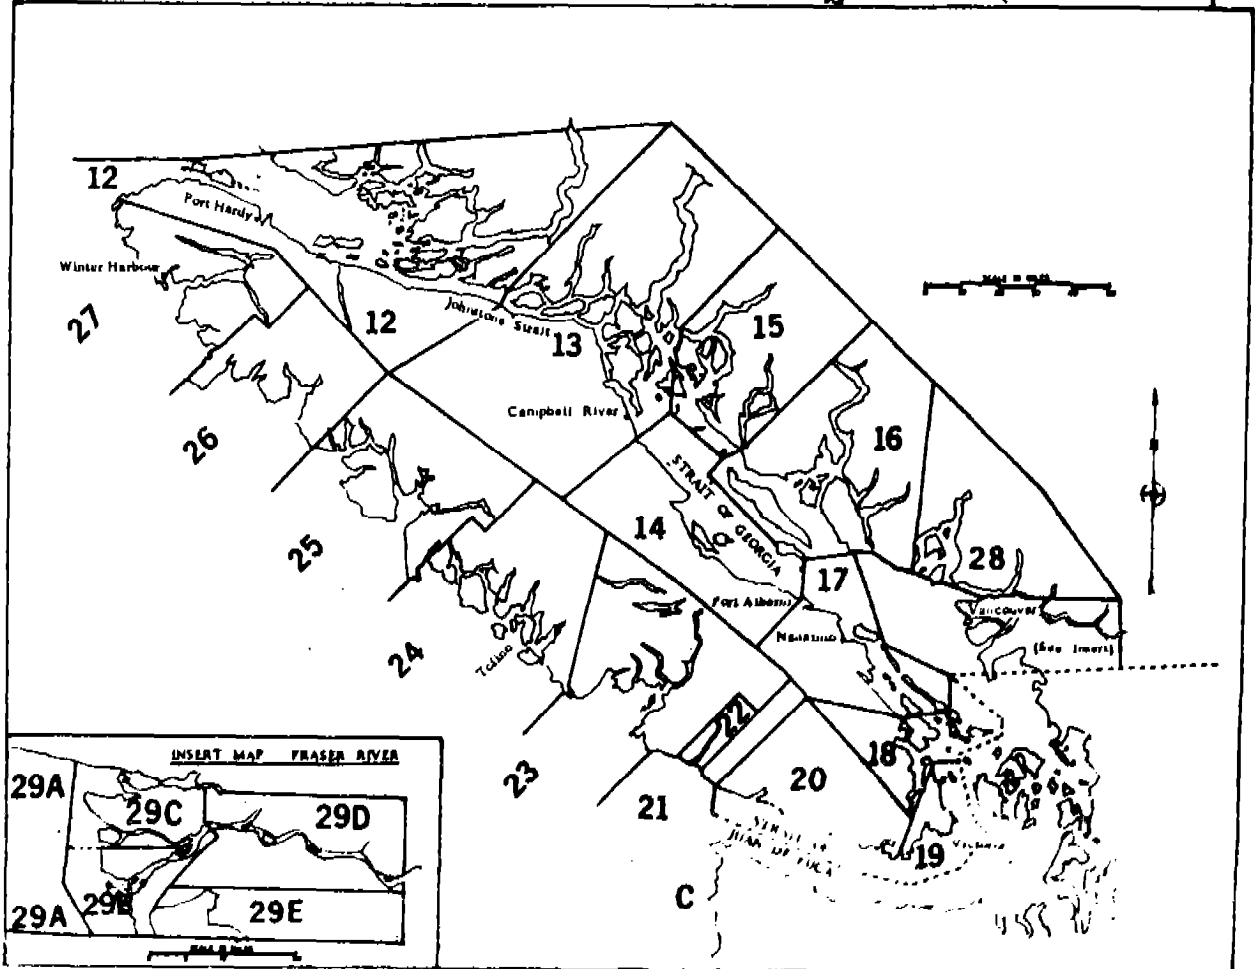 12
Port Hardy
Winter Harbour
27
12
Johnstone Strait
13
15
26
Campbell River
16
STRAIT OF GEORGIA
25
14
28
17
Port Alberni
Vancouver
Nanaimo
(See Insert)
24
Tofino
22
18
23
20
21
STRAIT OF
JUAN DE FUCA
19
Victoria
C
INSERT MAP FRASER RIVER
29A
29C
29D
29B
29A
29E